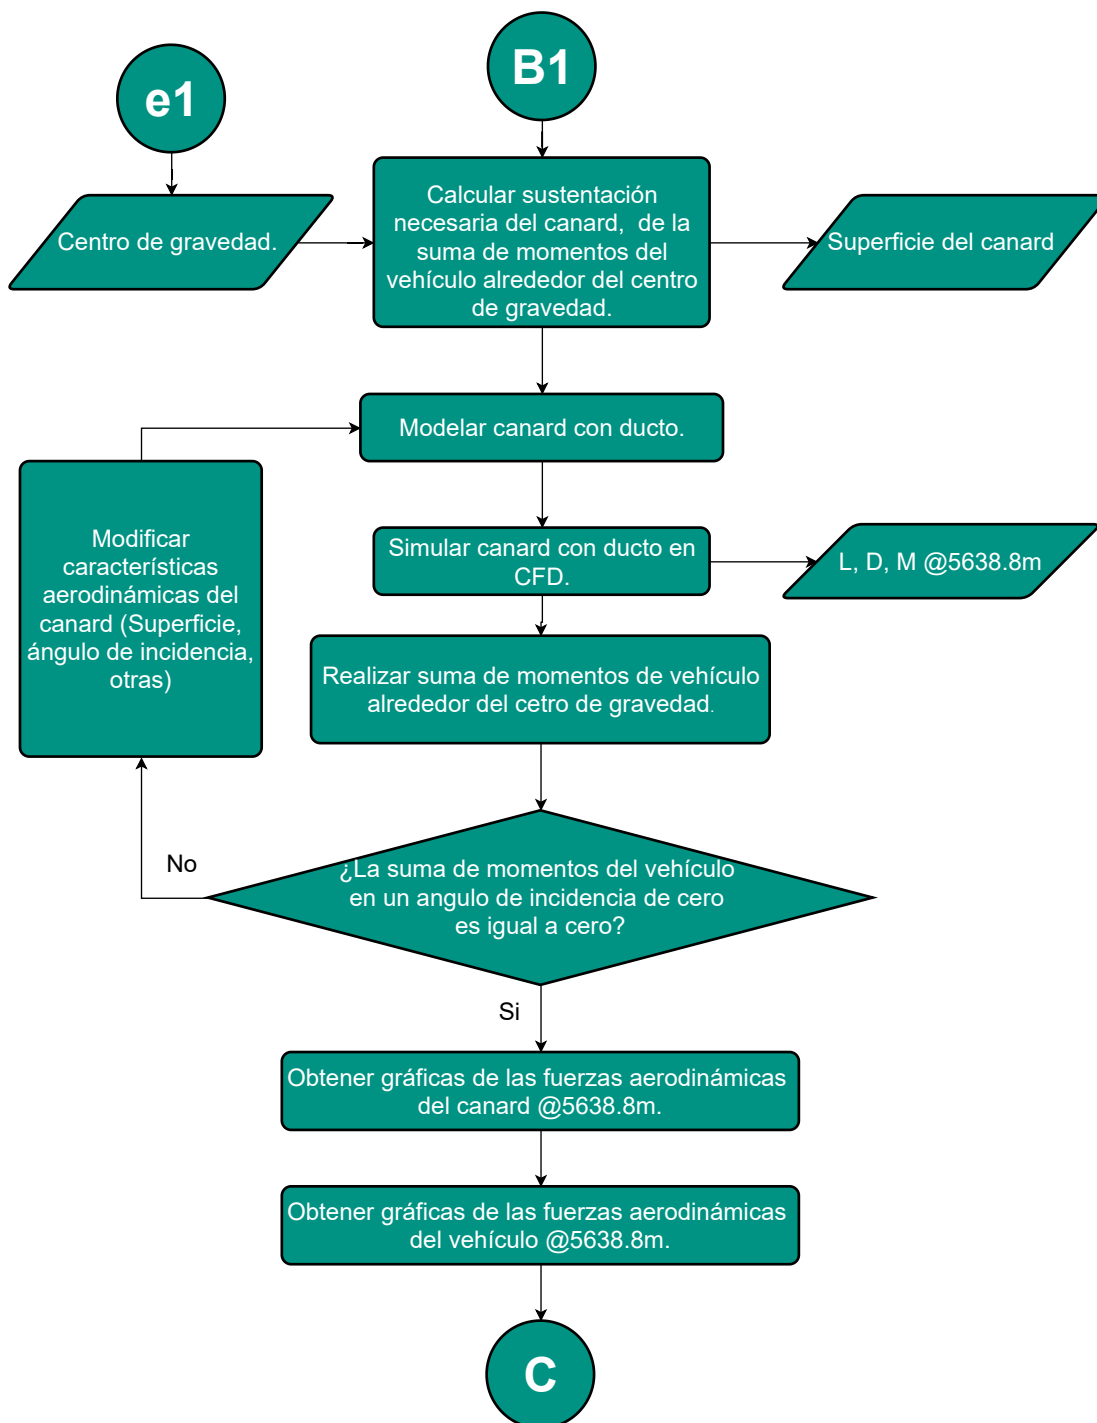 e1
B1
Centro de gravedad.
Calcular sustentación
necesaria del canard, de la
suma de momentos del
vehículo alrededor del centro
de gravedad.
Superficie del canard
Modelar canard con ducto.
Modificar
características
aerodinámicas del
canard (Superficie,
ángulo de incidencia,
otras)
Simular canard con ducto en
CFD.
L, D, M @5638.8m
Realizar suma de momentos de vehículo
alrededor del cetro de gravedad.
No
¿La suma de momentos del vehículo
en un angulo de incidencia de cero
es igual a cero?
Si
Obtener gráficas de las fuerzas aerodinámicas
del canard @5638.8m.
Obtener gráficas de las fuerzas aerodinámicas
del vehículo @5638.8m.
C